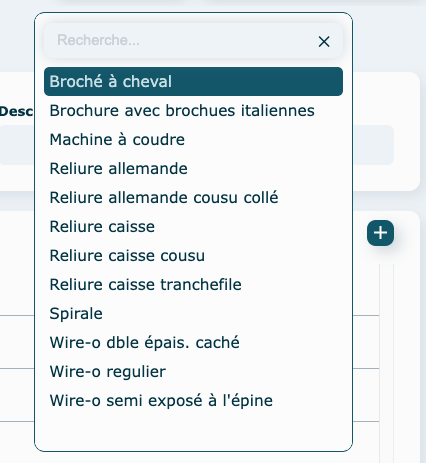 Recherche...
Broché à cheval
Desc
Brochure avec brochues italiennes
Machine à coudre
Reliure allemande
Reliure allemande cousu collé
Reliure caisse
Reliure caisse cousu
Reliure caisse tranchefile
Spirale
Wire-o dble épais. caché
Wire-o regulier
Wire-o semi exposé à l'épine